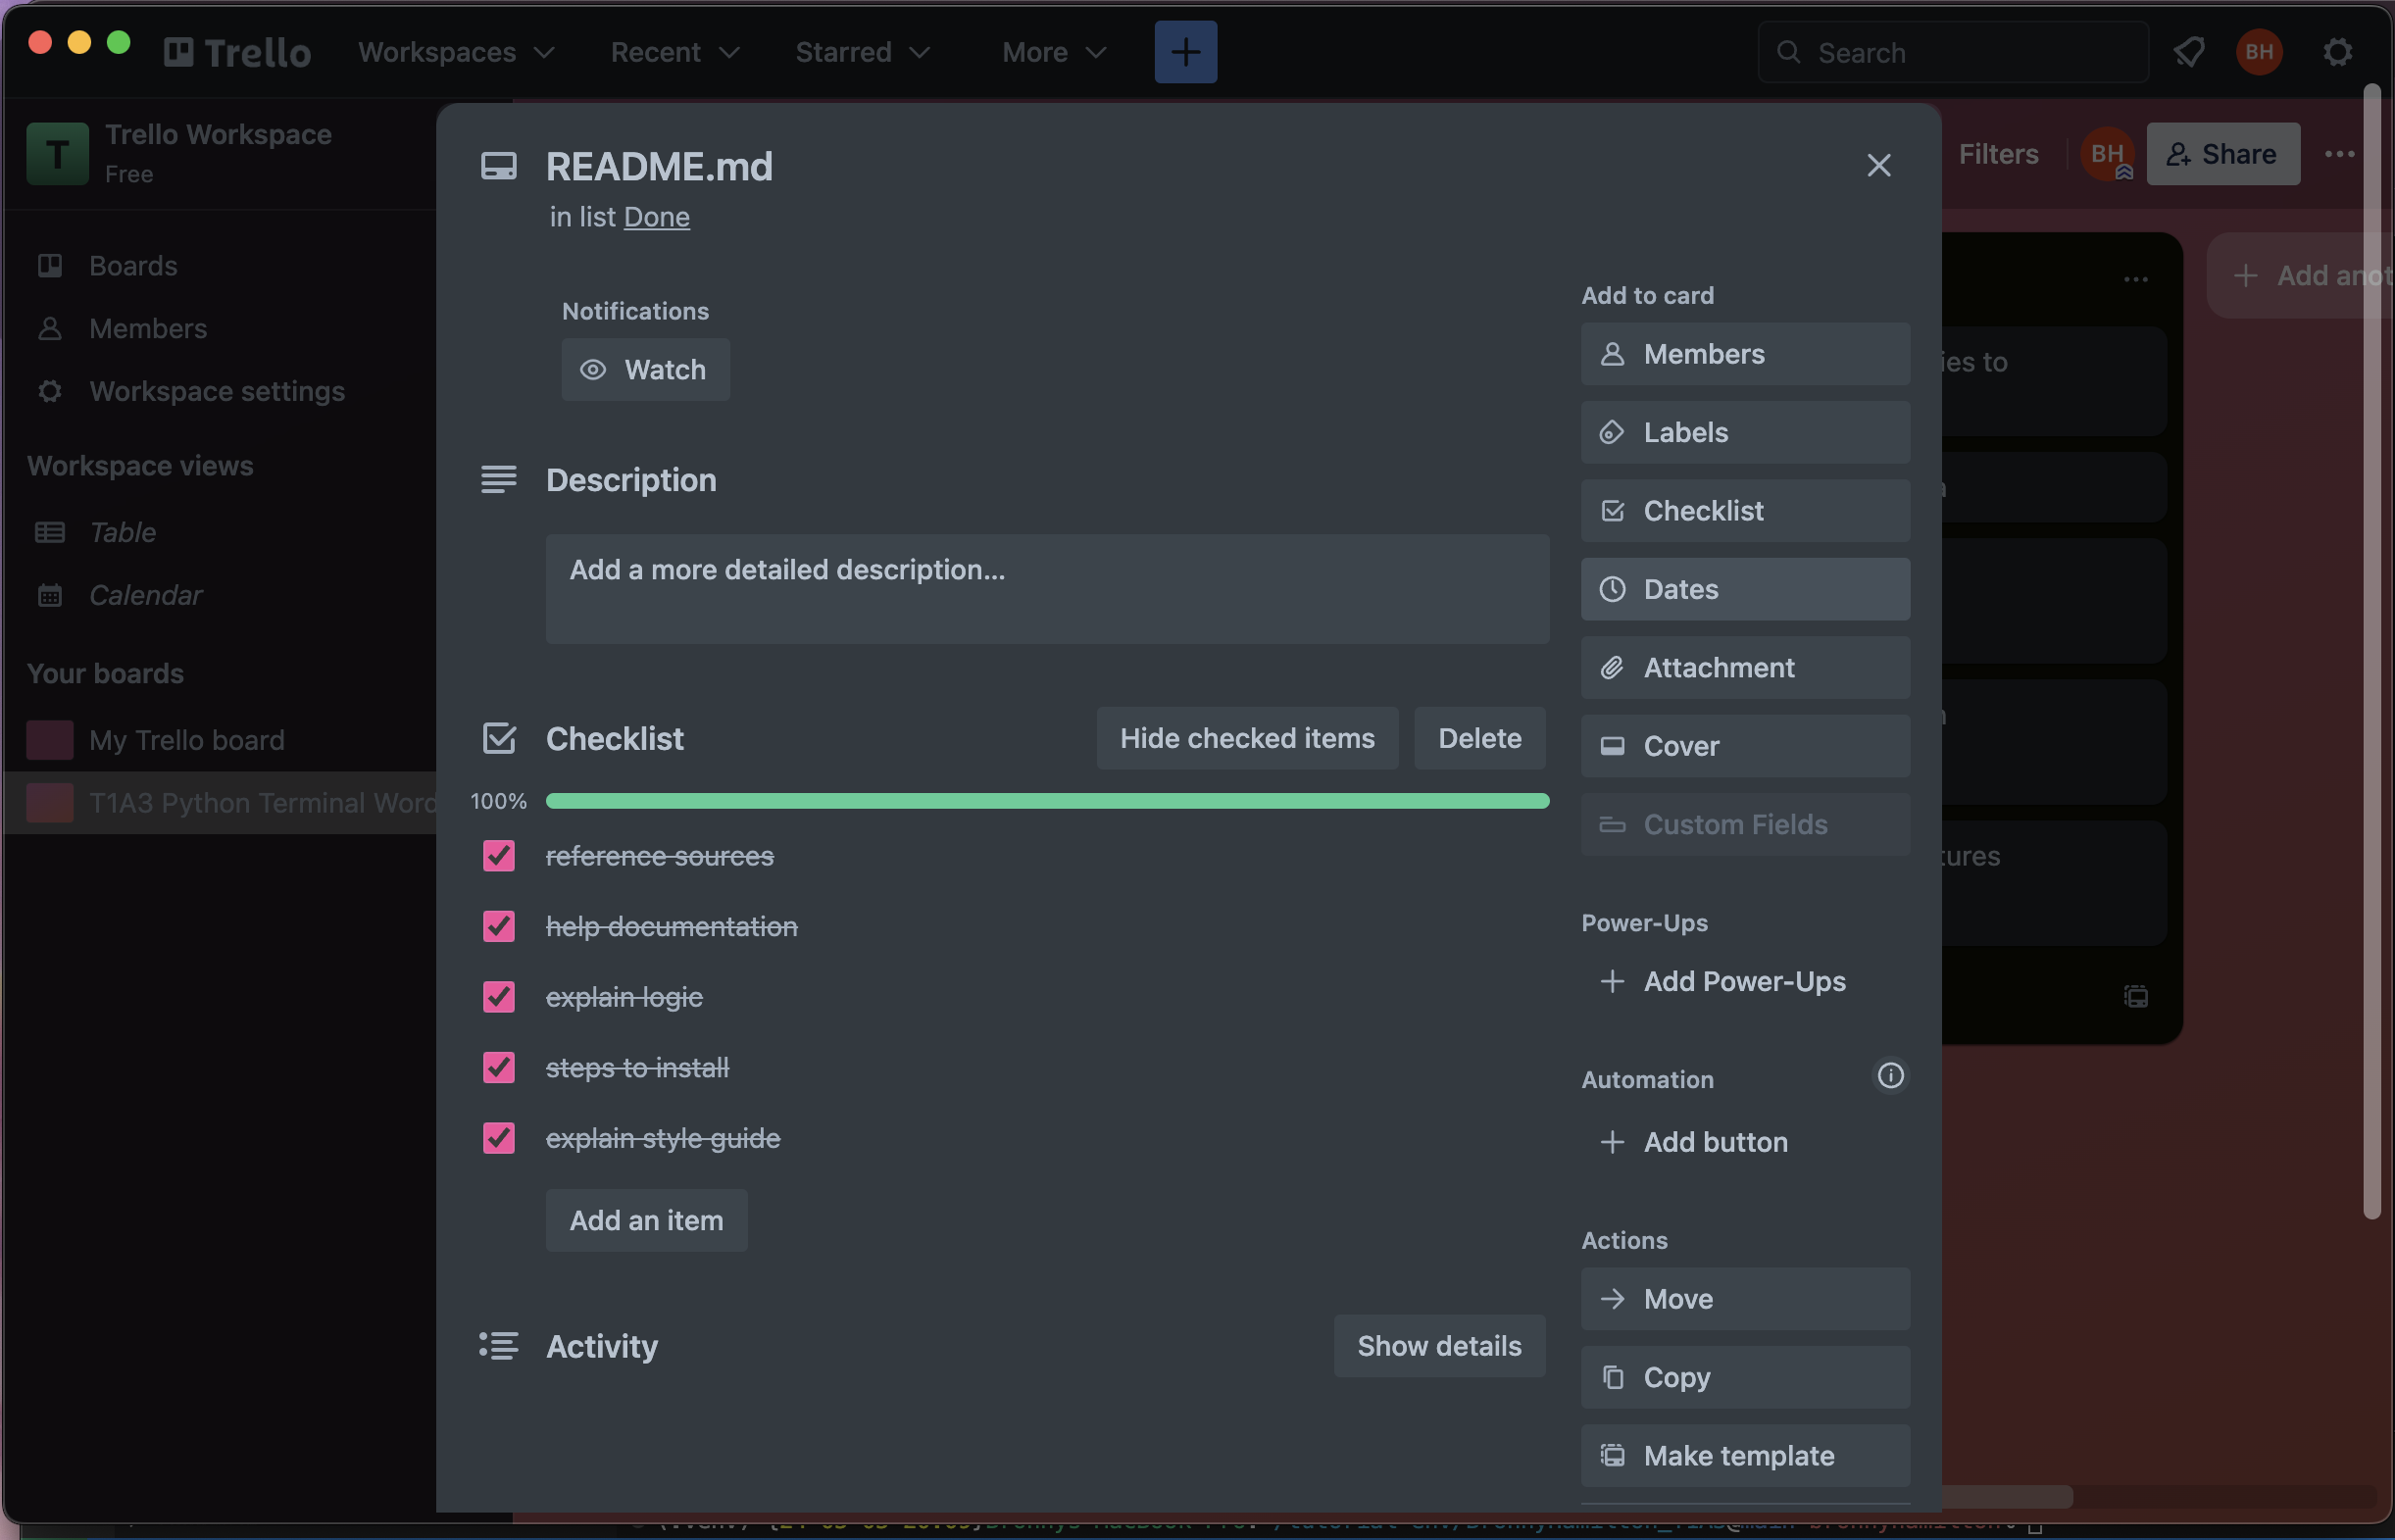 Trello
Workspaces
Recent
Starred
More
Search
BH
T
Trello Workspace
Free
Boards
Members
Workspace settings
Workspace views
Table
Calendar
Your boards
My Trello board
T1A3 Python Terminal Word
README.md
in list Done
Notifications
Watch
Description
Add a more detailed description...
Checklist
Hide checked items
Delete
100%
reference sources
help documentation
explain logic
steps to install
explain style guide
Add an item
Activity
Show details
Add to card
Members
Labels
Checklist
Dates
Attachment
Cover
Custom Fields
Power-Ups
Add Power-Ups
Automation
Add button
Actions
Move
Copy
Make template
Filters
BH
Share
ies to
tures
Add anot